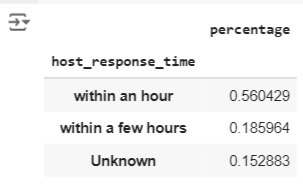 percentage
host_response_time
within an hour 0.560429
within a few hours 0.185964
Unknown 0.152883